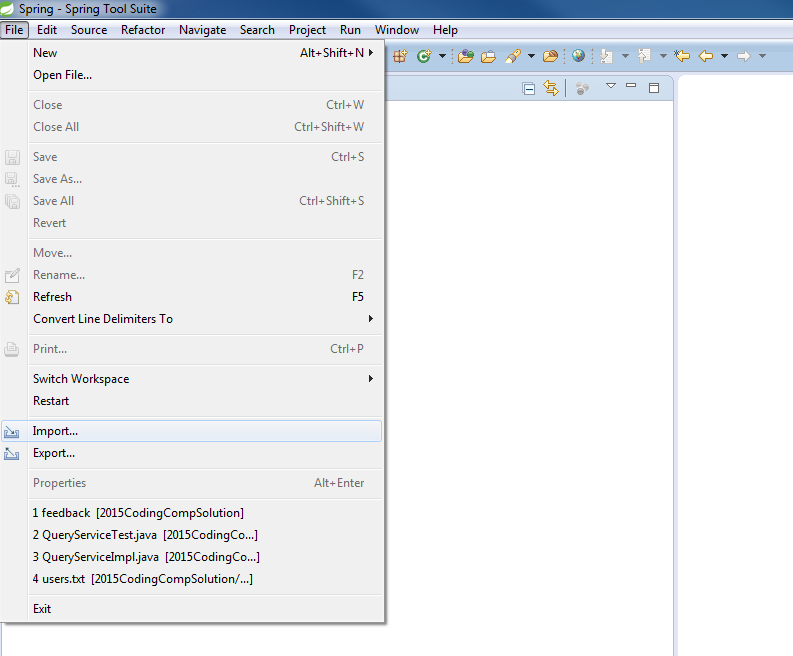 Spring - Spring Tool Suite
File Edit Source Refactor Navigate Search Project Run Window Help
New Alt+Shift+N
Open File...
Close Ctrl+W
Close All Ctrl+Shift+W
Save Ctrl+S
Save As...
Save All Ctrl+Shift+S
Revert
Move...
Rename... F2
Refresh F5
Convert Line Delimiters To
Print... Ctrl+P
Switch Workspace
Restart
Import...
Export...
Properties Alt+Enter
1 feedback [2015CodingCompSolution]
2 QueryServiceTest.java [2015CodingCo...]
3 QueryServiceImpl.java [2015CodingCo...]
4 users.txt [2015CodingCompSolution/...]
Exit